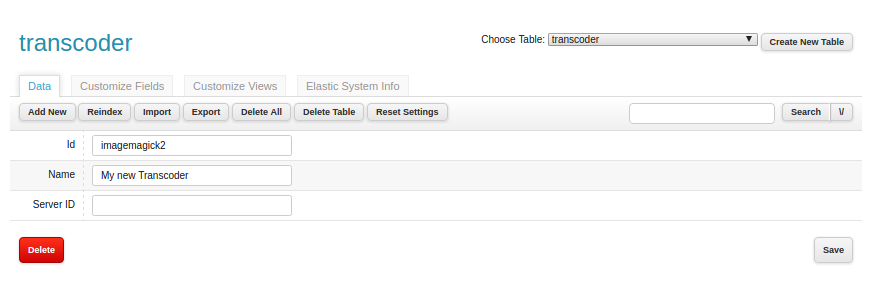 transcoder
Choose Table: transcoder ▼ Create New Table
Data Customize Fields Customize Views Elastic System Info
Add New Reindex Import Export Delete All Delete Table Reset Settings Search \/
Id imagemagick2
Name My new Transcoder
Server ID
Delete Save